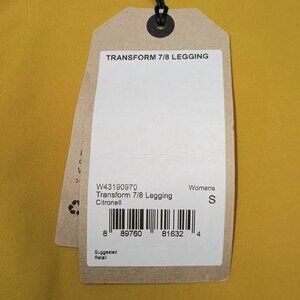 TRANSFORM 7/8 LEGGING
W43190970 Womens
Transform 7/8 Legging S
Citronell
8 89760 81632 4
Suggested
Retail